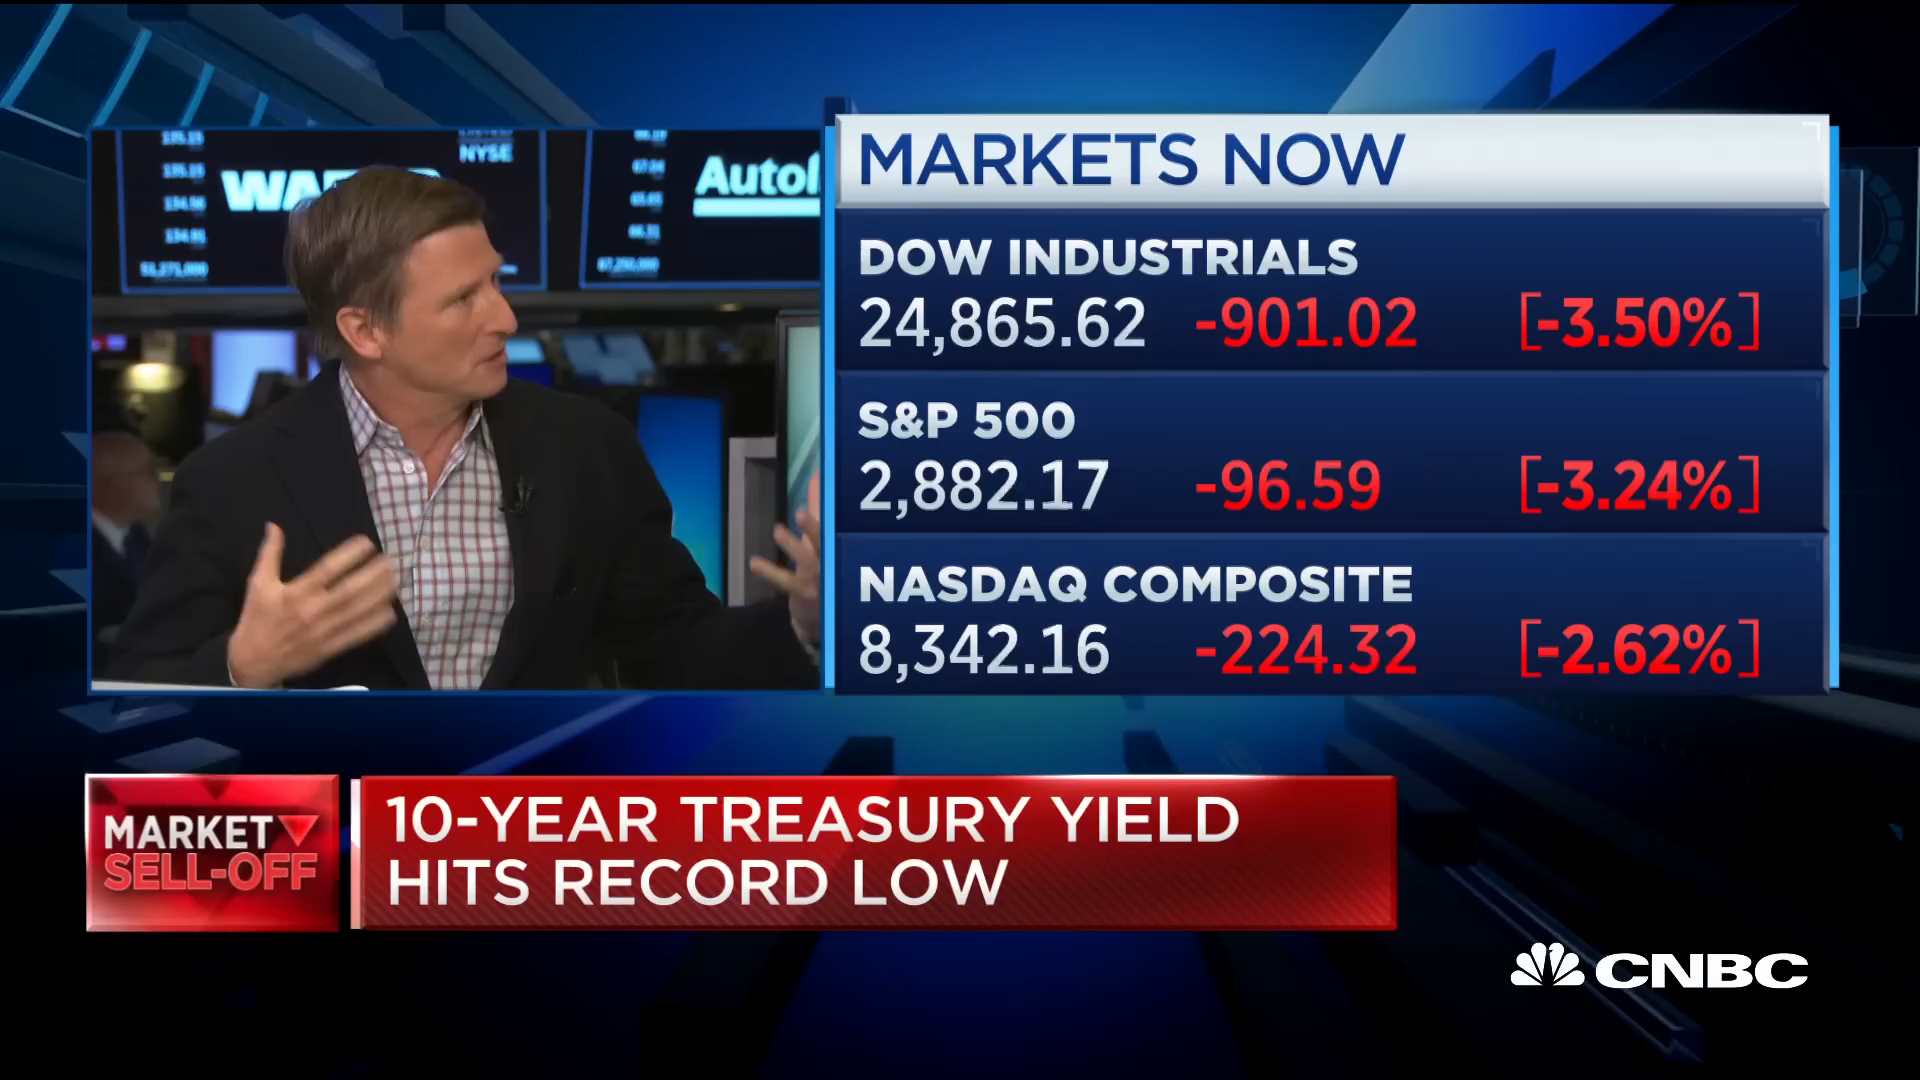 NYSE
Autol
MARKETS NOW
DOW INDUSTRIALS
24,865.62 -901.02 [-3.50%]
S&P 500
2,882.17 -96.59 [-3.24%]
NASDAQ COMPOSITE
8,342.16 -224.32 [-2.62%]
MARKET
SELL-OFF
10-YEAR TREASURY YIELD
HITS RECORD LOW
CNBC